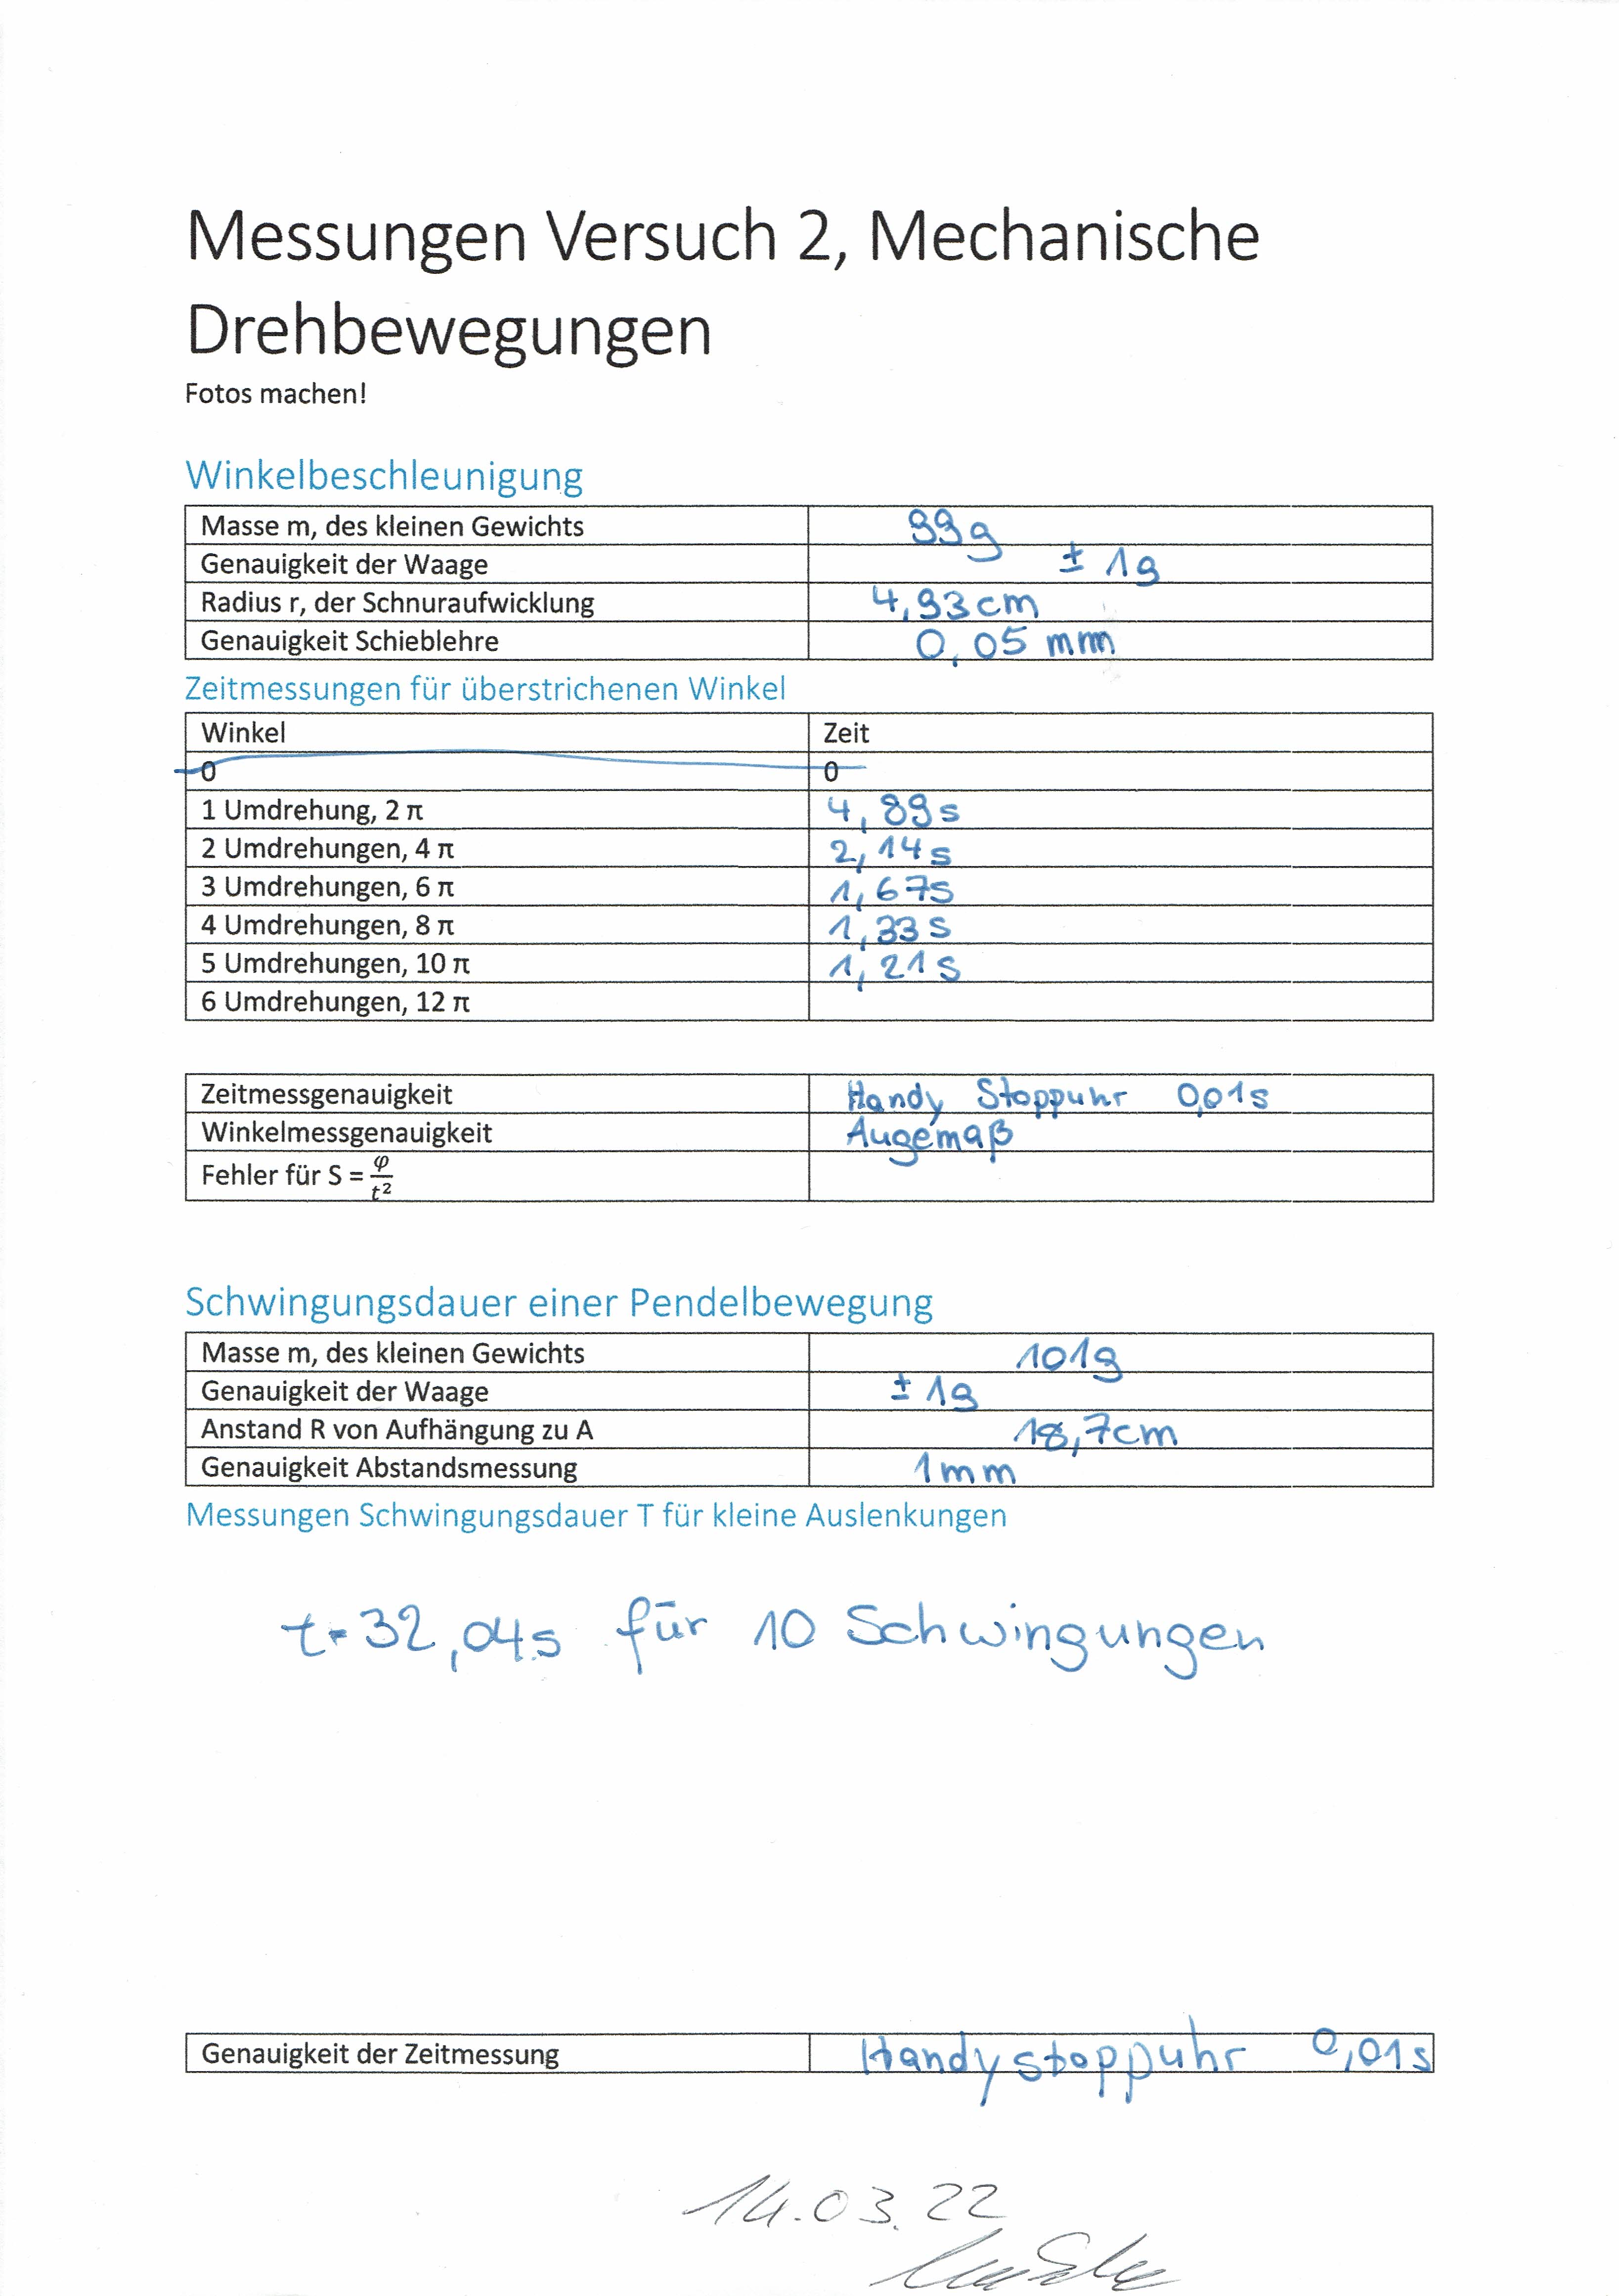 Messungen Versuch 2, Mechanische
Drehbewegungen
Fotos machen!
Winkelbeschleunigung
Masse m, des kleinen Gewichts 99g
Genauigkeit der Waage ± 1g
Radius r, der Schnuraufwicklung 4,93cm
Genauigkeit Schieblehre 0,05 mm
Zeitmessungen für überstrichenen Winkel
Winkel Zeit
0 0
1 Umdrehung, 2 π 4,89s
2 Umdrehungen, 4 π 2,14s
3 Umdrehungen, 6 π 1,67s
4 Umdrehungen, 8 π 1,33s
5 Umdrehungen, 10 π 1,21s
6 Umdrehungen, 12 π
Zeitmessgenauigkeit Handy Stoppuhr 0,01s
Winkelmessgenauigkeit Augemaß
Fehler für S = φ/t²
Schwingungsdauer einer Pendelbewegung
Masse m, des kleinen Gewichts 101g
Genauigkeit der Waage ± 1g
Anstand R von Aufhängung zu A 18,7cm
Genauigkeit Abstandsmessung 1mm
Messungen Schwingungsdauer T für kleine Auslenkungen
t=32,04s für 10 Schwingungen
Genauigkeit der Zeitmessung Handystoppuhr 0,01s
14.03.22